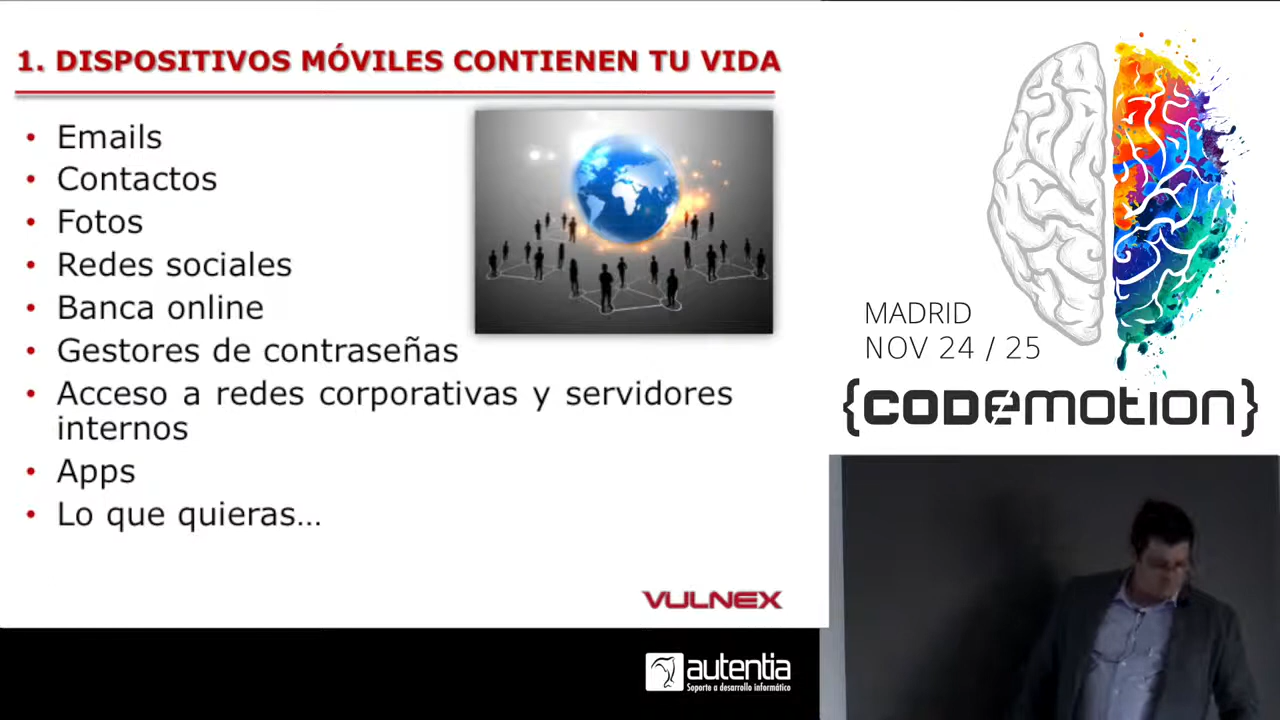 1. DISPOSITIVOS MÓVILES CONTIENEN TU VIDA
• Emails
• Contactos
• Fotos
• Redes sociales
• Banca online
• Gestores de contraseñas
• Acceso a redes corporativas y servidores
internos
• Apps
• Lo que quieras…
VULNEX
autentia
Soporte a desarrollo informático
MADRID
NOV 24 / 25
{CODEMOTION}